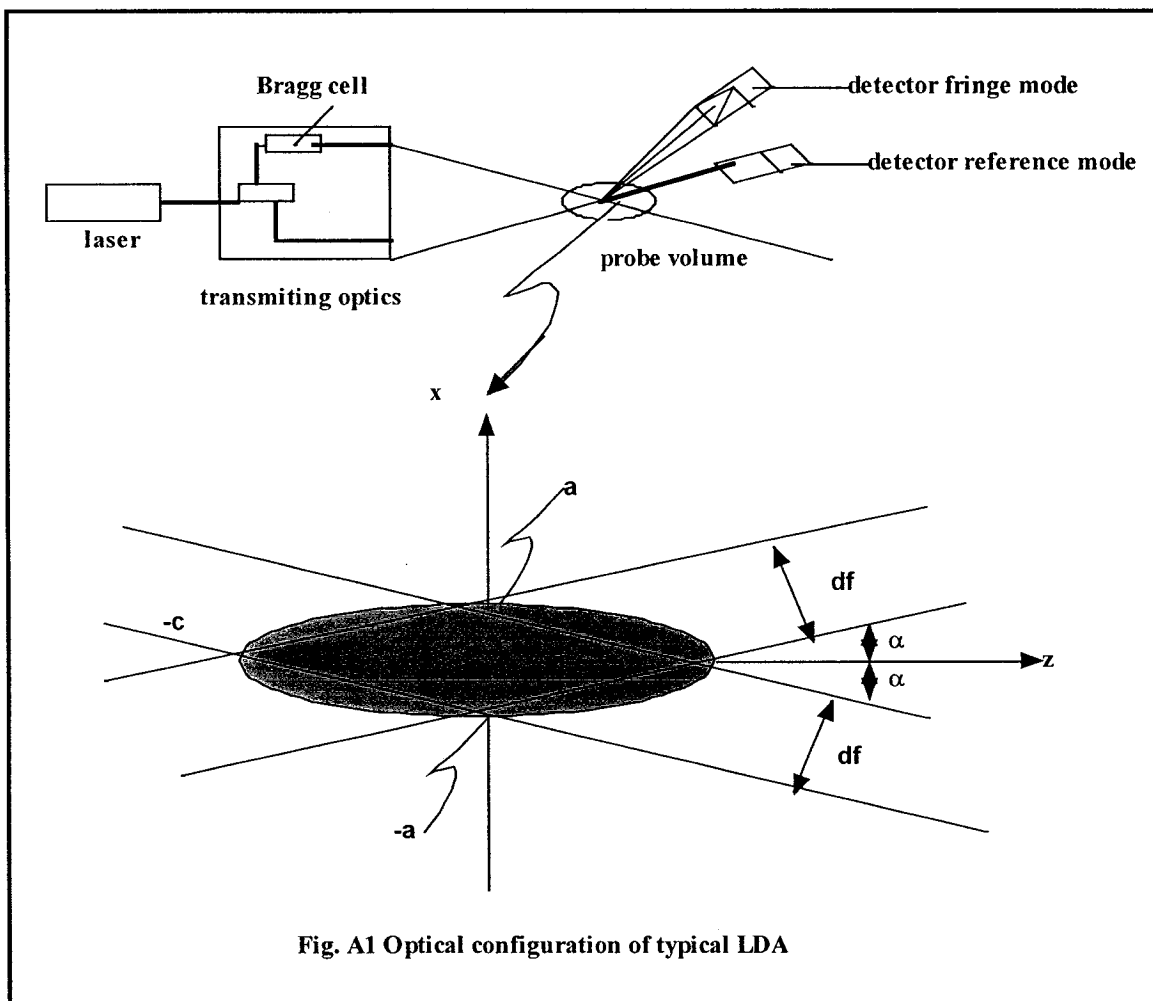 Bragg cell
detector fringe mode
detector reference mode
laser
probe volume
transmiting optics
x
a
df
-c
α
z
α
df
-a
Fig. A1 Optical configuration of typical LDA